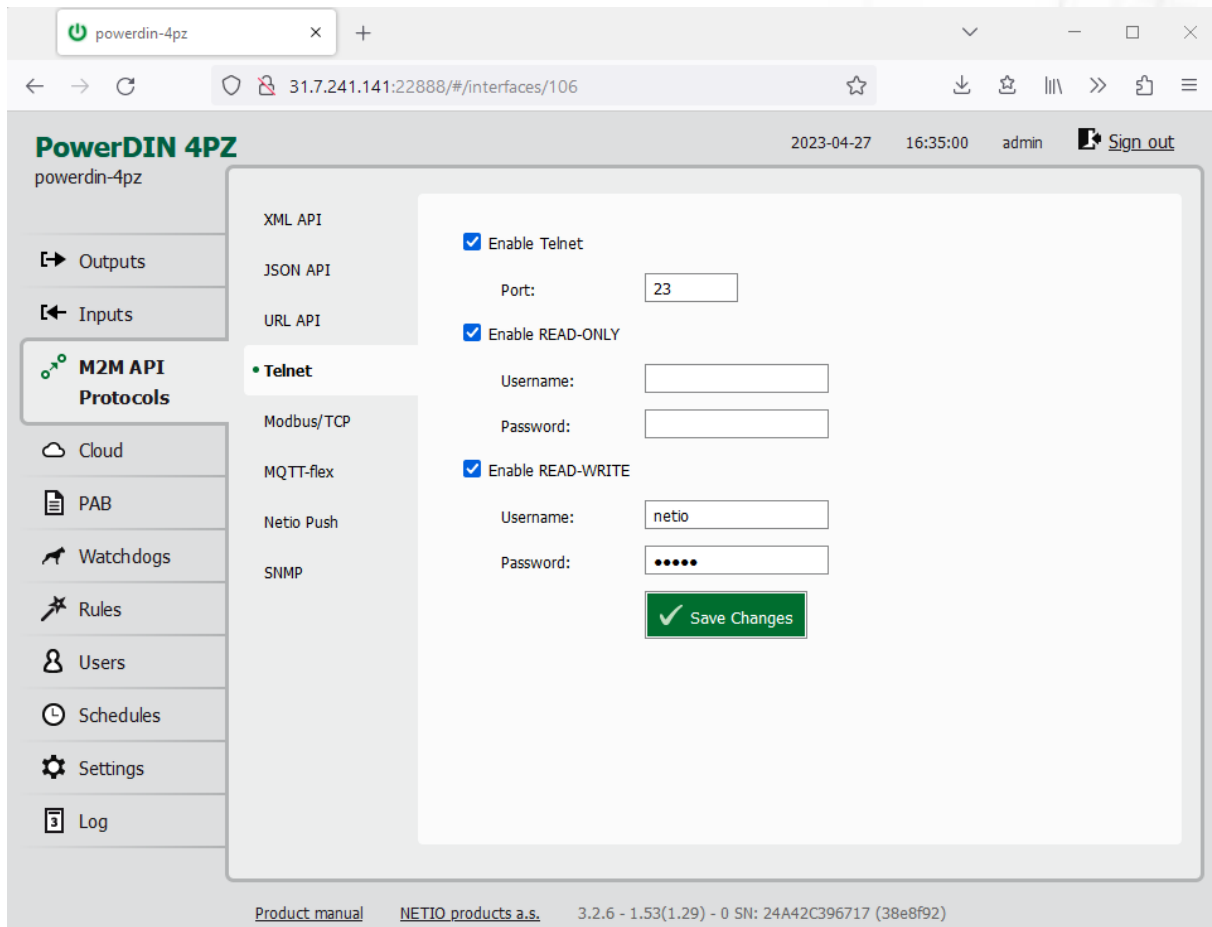 powerdin-4pz
31.7.241.141:22888/#/interfaces/106
PowerDIN 4PZ
powerdin-4pz
2023-04-27 16:35:00 admin Sign out
Outputs
Inputs
M2M API
Protocols
Cloud
PAB
Watchdogs
Rules
Users
Schedules
Settings
3
Log
XML API
JSON API
URL API
Telnet
Modbus/TCP
MQTT-flex
Netio Push
SNMP
Enable Telnet
Port: 23
Enable READ-ONLY
Username:
Password:
Enable READ-WRITE
Username: netio
Password: •••••
Save Changes
Product manual NETIO products a.s. 3.2.6 - 1.53(1.29) - 0 SN: 24A42C396717 (38e8f92)